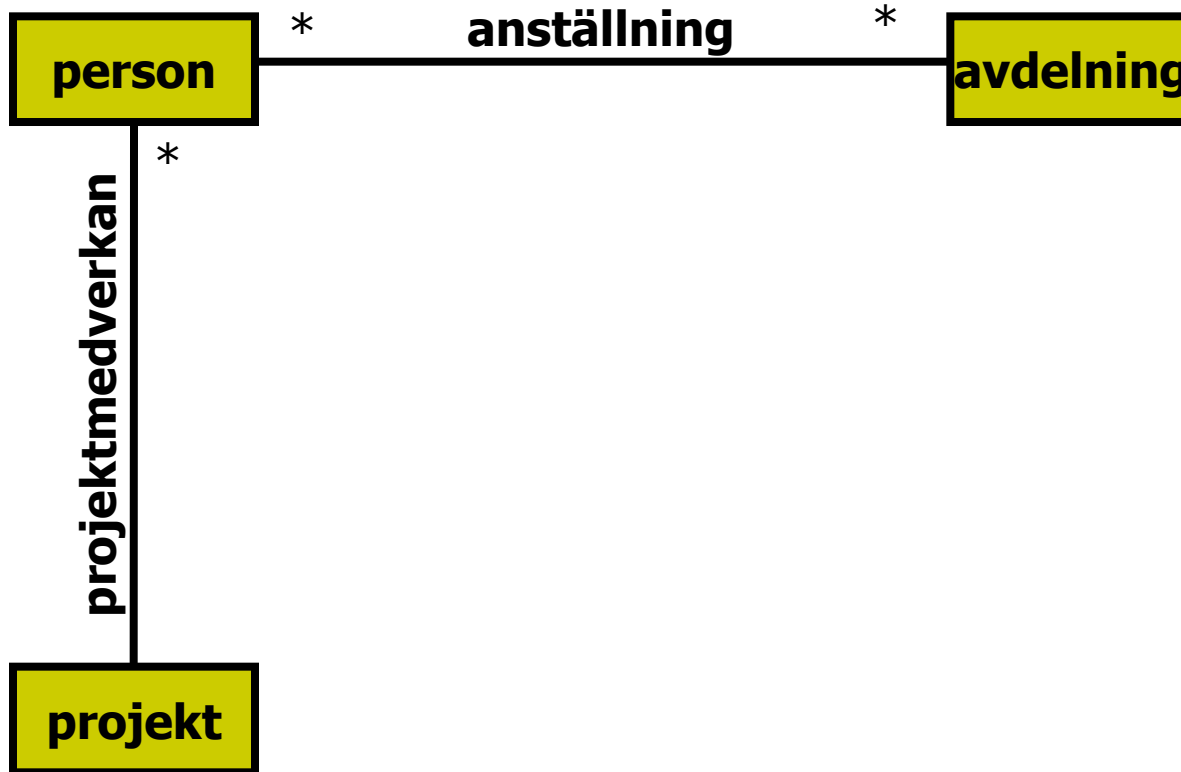 * anställning *
person
avdelning
*
projektmedverkan
projekt